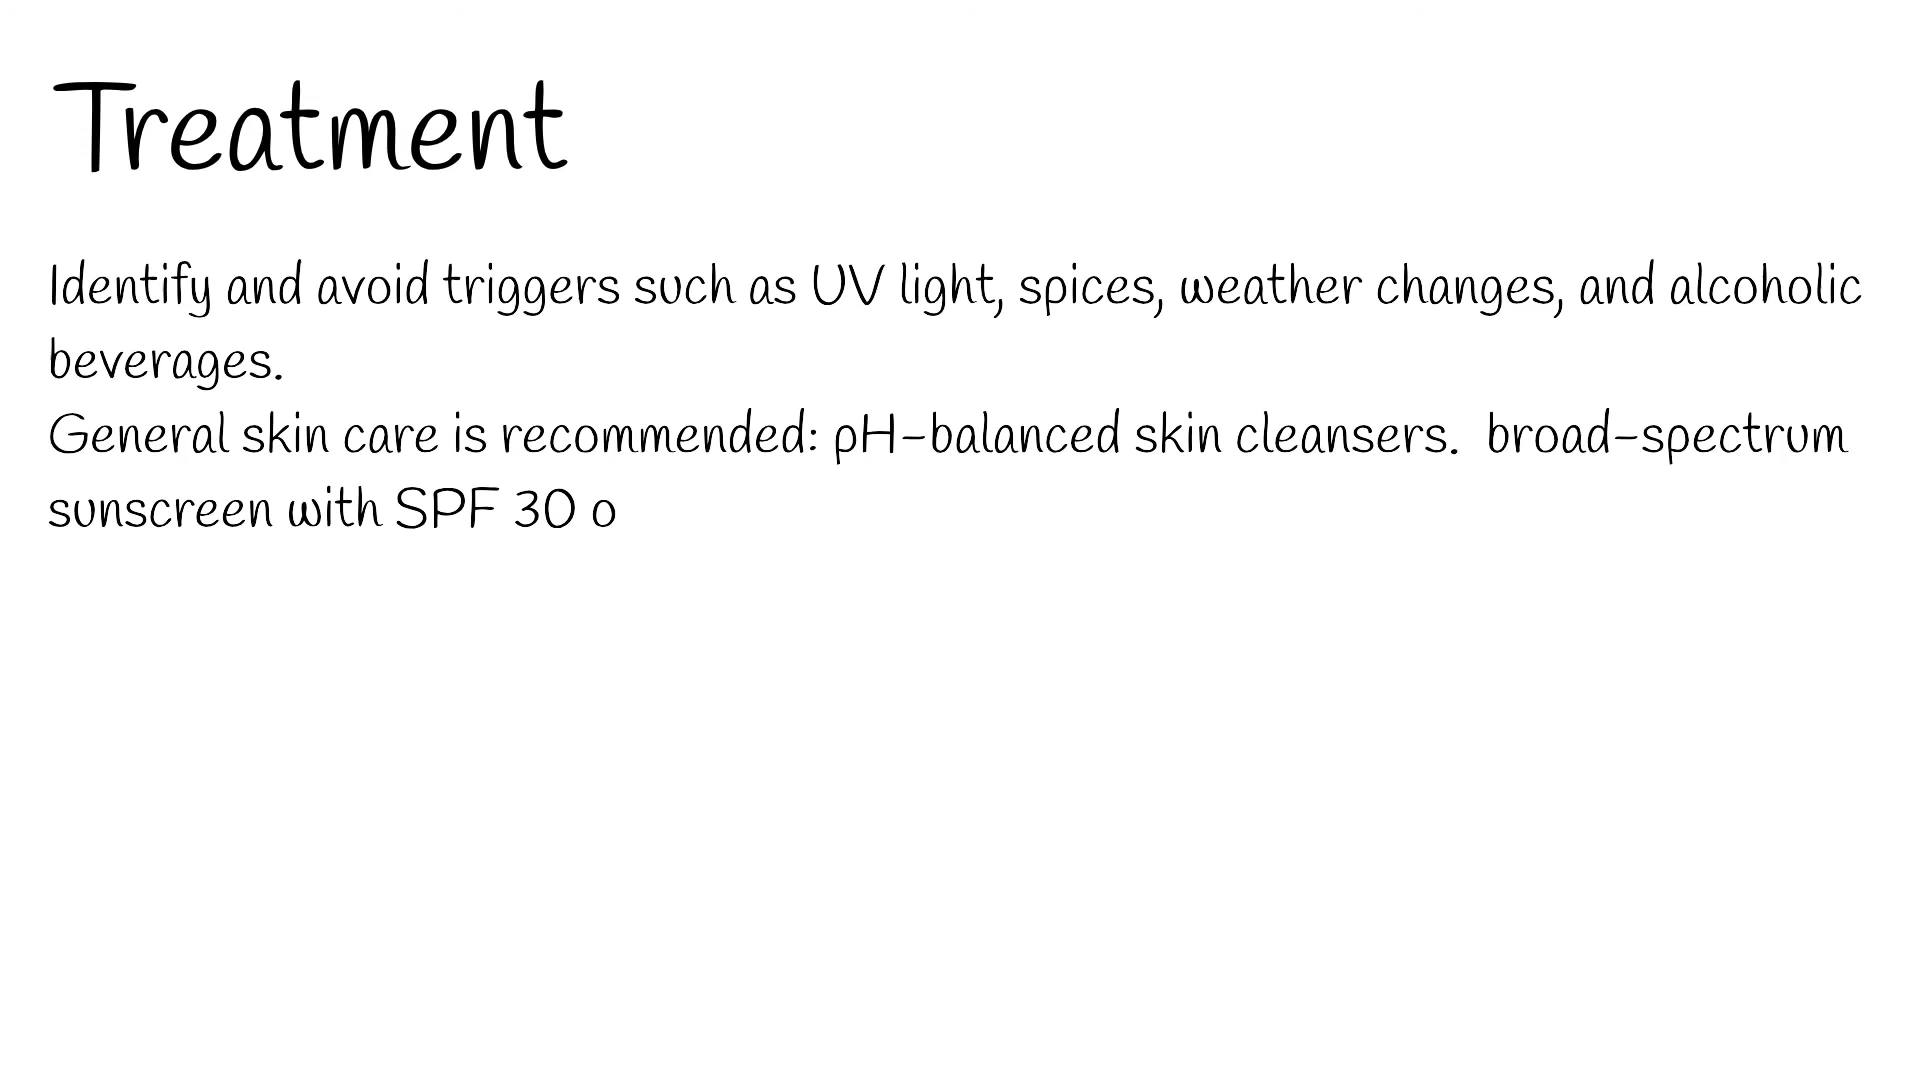 Treatment
Identify and avoid triggers such as UV light, spices, weather changes, and alcoholic
beverages.
General skin care is recommended: pH-balanced skin cleansers.  broad-spectrum
sunscreen with SPF 30 o